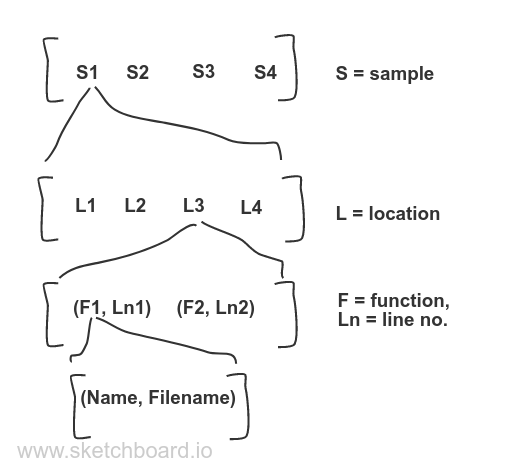 S1 S2 S3 S4 S = sample
L1 L2 L3 L4 L = location
(F1, Ln1) (F2, Ln2) F = function,
Ln = line no.
(Name, Filename)
www.sketchboard.io